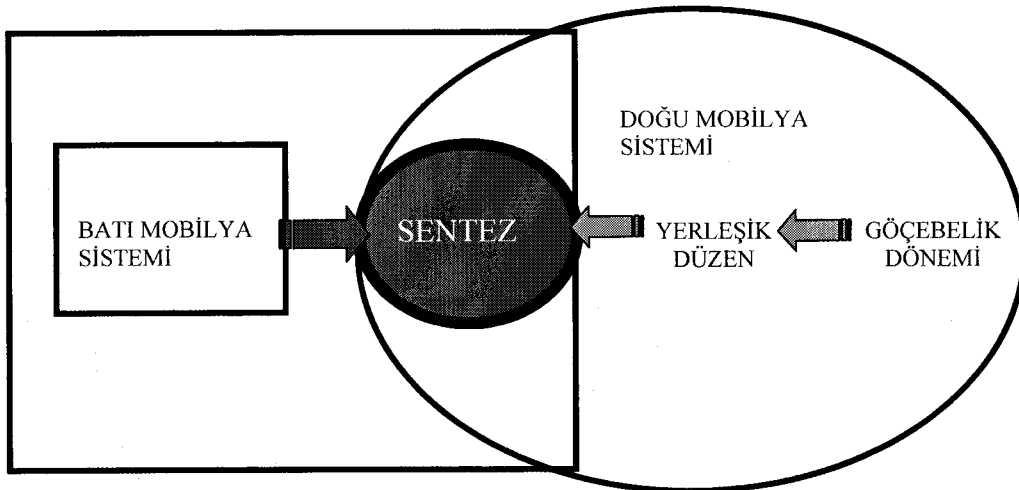 BATI MOBİLYA
SİSTEMİ
SENTEZ
DOĞU MOBİLYA
SİSTEMİ
YERLEŞİK
DÜZEN
GÖÇEBELİK
DÖNEMİ